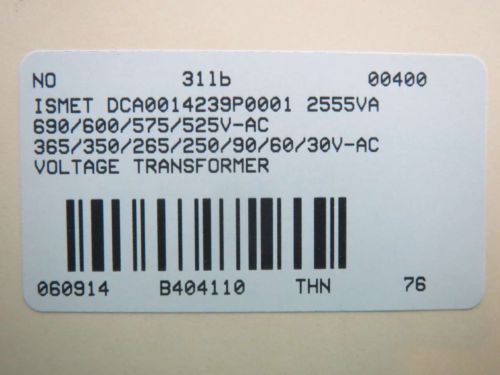 NO 31lb 00400
ISMET DCA0014239P0001 2555VA
690/600/575/525V-AC
365/350/265/250/90/60/30V-AC
VOLTAGE TRANSFORMER
060914 B404110 THN 76